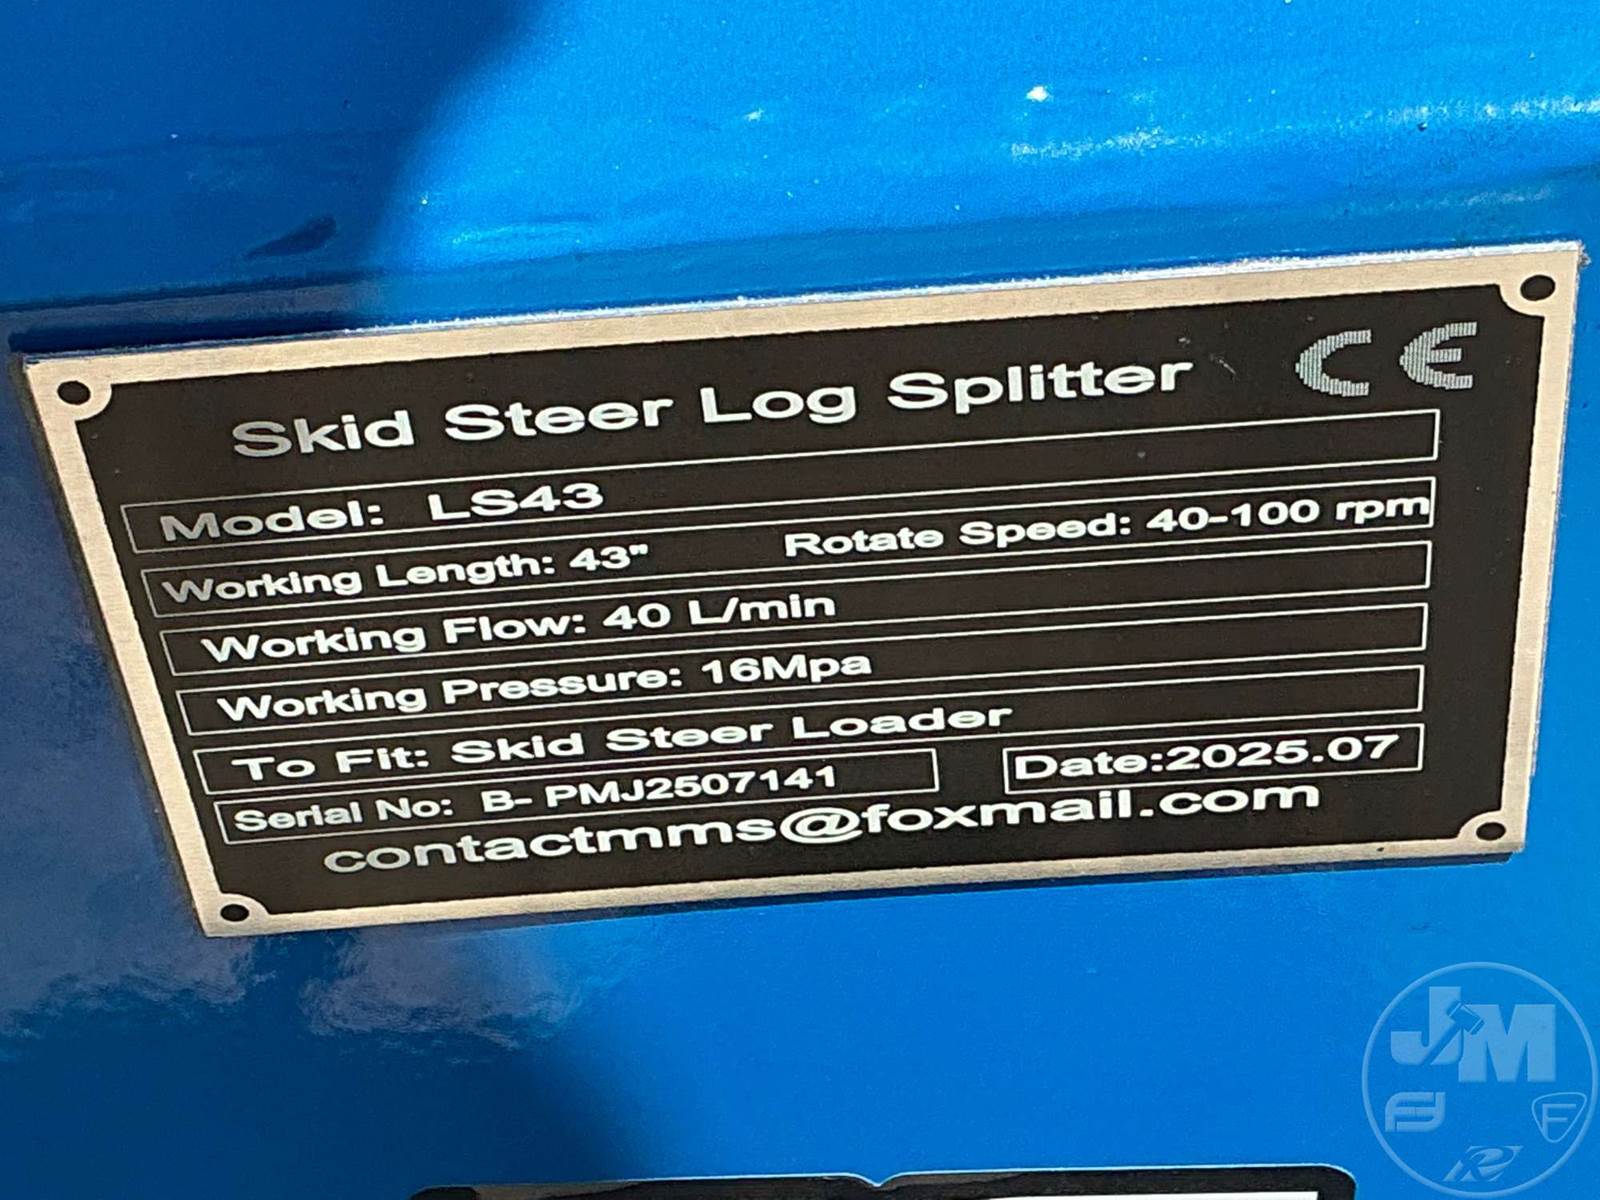 Skid Steer Log Splitter CE
Model: LS43
Working Length: 43" Rotate Speed: 40-100 rpm
Working Flow: 40 L/min
Working Pressure: 16Mpa
To Fit: Skid Steer Loader
Serial No: B- PMJ2507141 Date:2025.07
contactmms@foxmail.com
JM
F